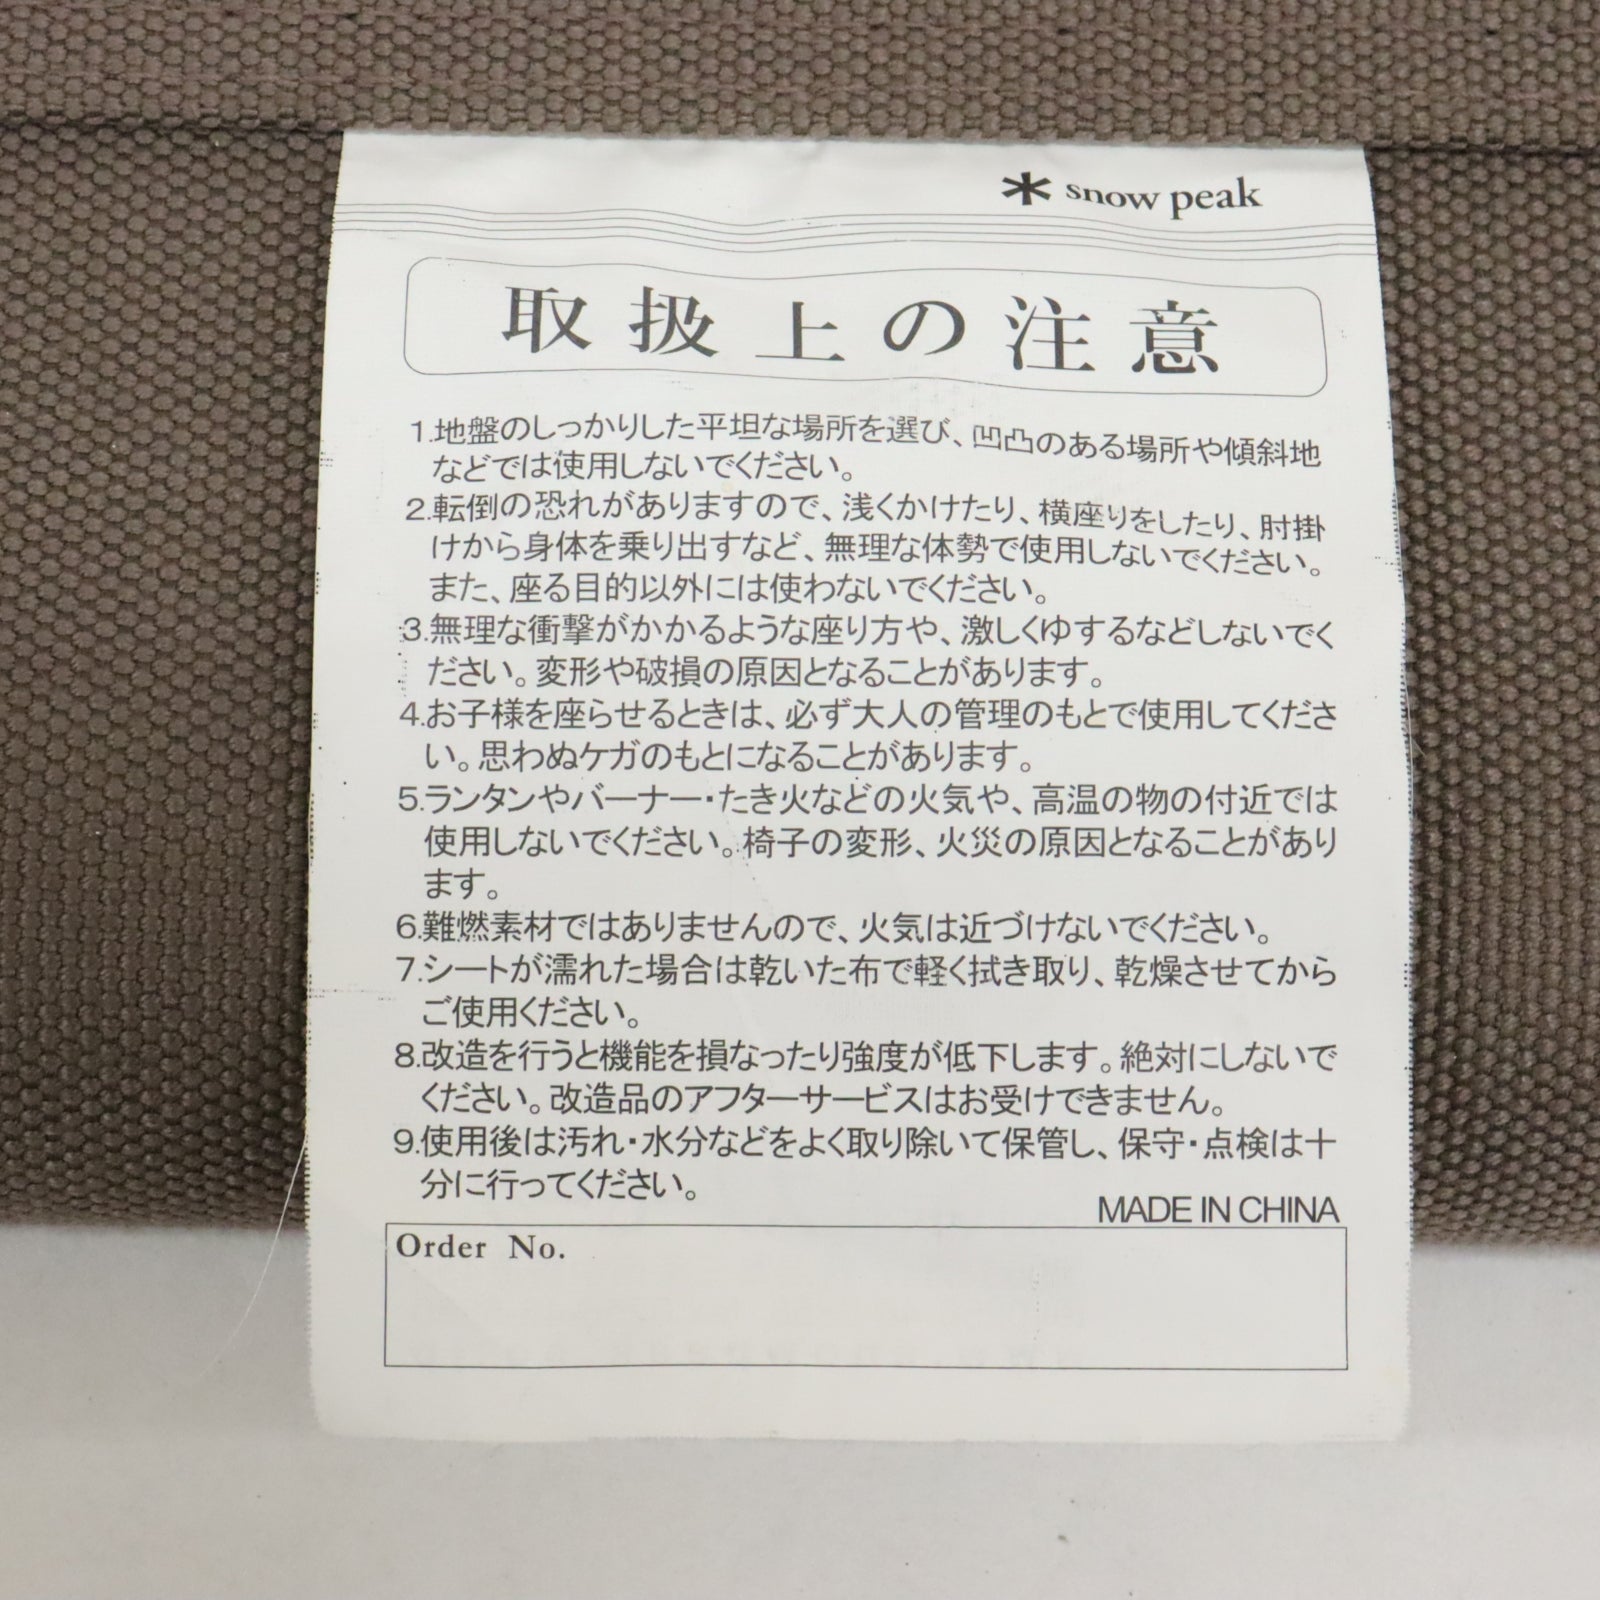 snow peak
取扱上の注意
1.地盤のしっかりした平坦な場所を選び、凹凸のある場所や傾斜地
などでは使用しないでください。
2.転倒の恐れがありますので、浅くかけたり、横座りをしたり、肘掛
けから身体を乗り出すなど、無理な体勢で使用しないでください。
また、座る目的以外には使わないでください。
3.無理な衝撃がかかるような座り方や、激しくゆするなどしないでく
ださい。変形や破損の原因となることがあります。
4.お子様を座らせるときは、必ず大人の管理のもとで使用してくださ
い。思わぬケガのもとになることがあります。
5.ランタンやバーナー・たき火などの火気や、高温の物の付近では
使用しないでください。椅子の変形、火災の原因となることがあり
ます。
6.難燃素材ではありませんので、火気は近づけないでください。
7.シートが濡れた場合は乾いた布で軽く拭き取り、乾燥させてから
ご使用ください。
8.改造を行うと機能を損なったり強度が低下します。絶対にしないで
ください。改造品のアフターサービスはお受けできません。
9.使用後は汚れ・水分などをよく取り除いて保管し、保守・点検は十
分に行ってください。
MADE IN CHINA
Order No.